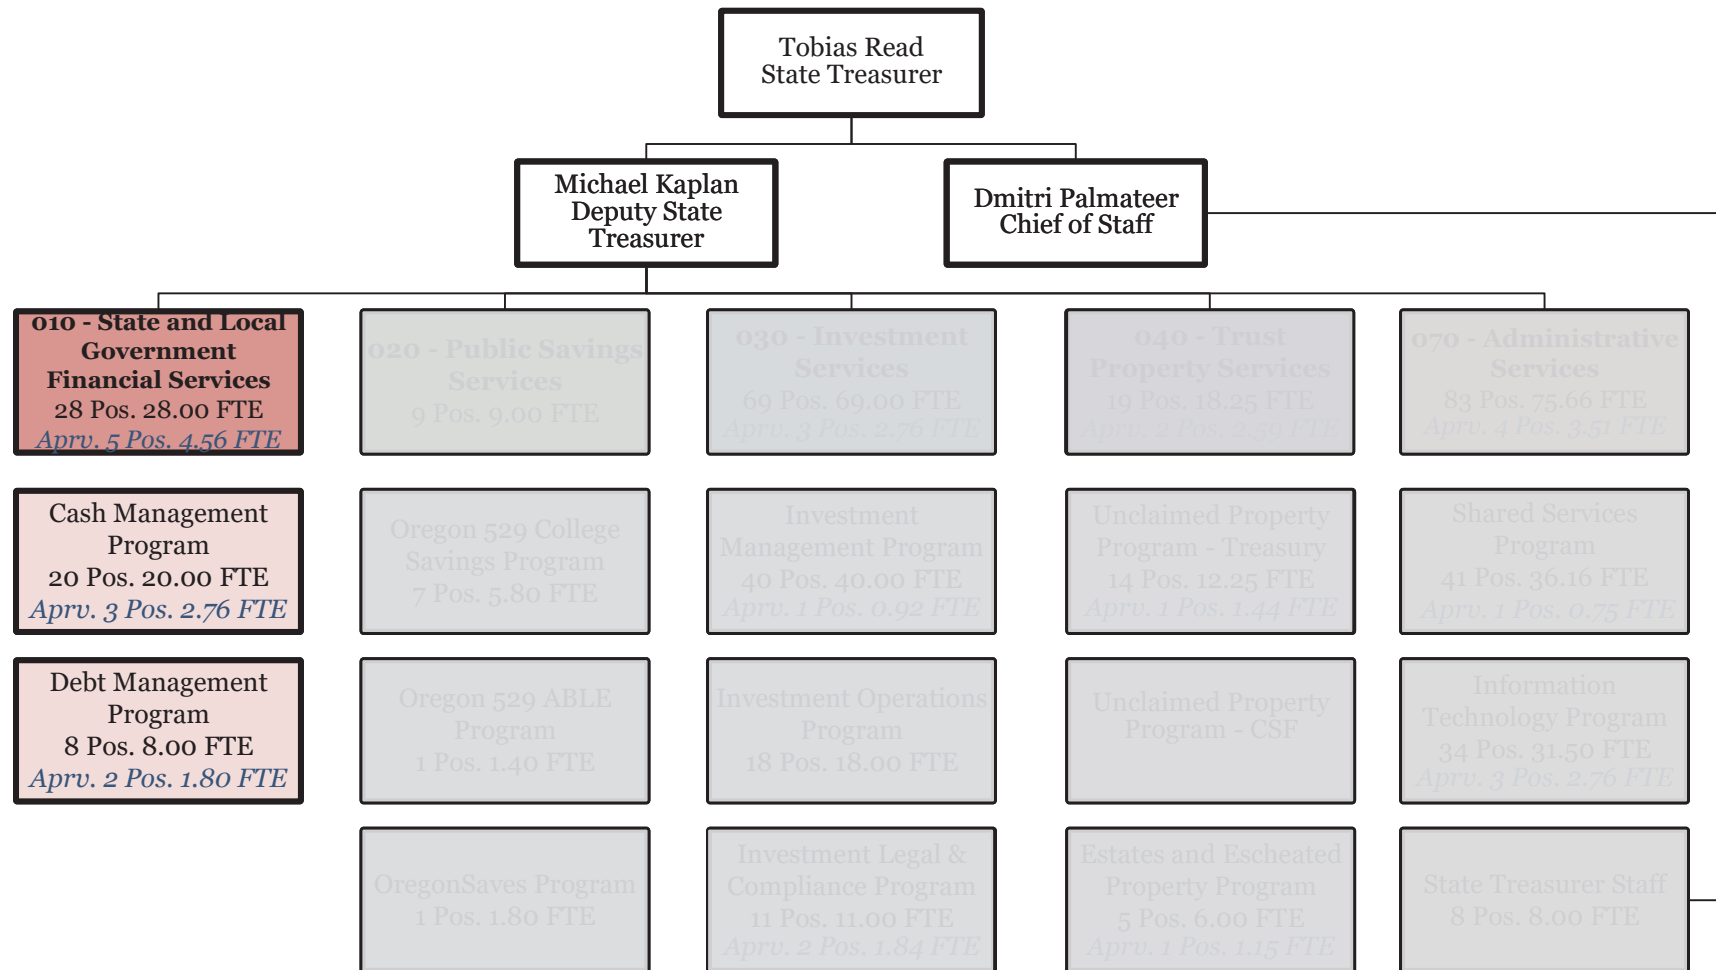 Tobias Read
State Treasurer
Michael Kaplan
Deputy State
Treasurer
Dmitri Palmateer
Chief of Staff
010 - State and Local
Government
Financial Services
28 Pos. 28.00 FTE
Aprv. 5 Pos. 4.56 FTE
020 - Public Savings
Services
9 Pos. 9.00 FTE
030 - Investment
Services
69 Pos. 69.00 FTE
Aprv. 3 Pos. 2.76 FTE
040 - Trust
Property Services
19 Pos. 18.25 FTE
Aprv. 2 Pos. 2.59 FTE
070 - Administrative
Services
83 Pos. 75.66 FTE
Aprv. 4 Pos. 3.51 FTE
Cash Management
Program
20 Pos. 20.00 FTE
Aprv. 3 Pos. 2.76 FTE
Oregon 529 College
Savings Program
7 Pos. 5.80 FTE
Investment
Management Program
40 Pos. 40.00 FTE
Aprv. 1 Pos. 0.92 FTE
Unclaimed Property
Program - Treasury
14 Pos. 12.25 FTE
Aprv. 1 Pos. 1.44 FTE
Shared Services
Program
41 Pos. 36.16 FTE
Aprv. 1 Pos. 0.75 FTE
Debt Management
Program
8 Pos. 8.00 FTE
Aprv. 2 Pos. 1.80 FTE
Oregon 529 ABLE
Program
1 Pos. 1.40 FTE
Investment Operations
Program
18 Pos. 18.00 FTE
Unclaimed Property
Program - CSF
Information
Technology Program
34 Pos. 31.50 FTE
Aprv. 3 Pos. 2.76 FTE
OregonSaves Program
1 Pos. 1.80 FTE
Investment Legal &
Compliance Program
11 Pos. 11.00 FTE
Aprv. 2 Pos. 1.84 FTE
Estates and Escheated
Property Program
5 Pos. 6.00 FTE
Aprv. 1 Pos. 1.15 FTE
State Treasurer Staff
8 Pos. 8.00 FTE